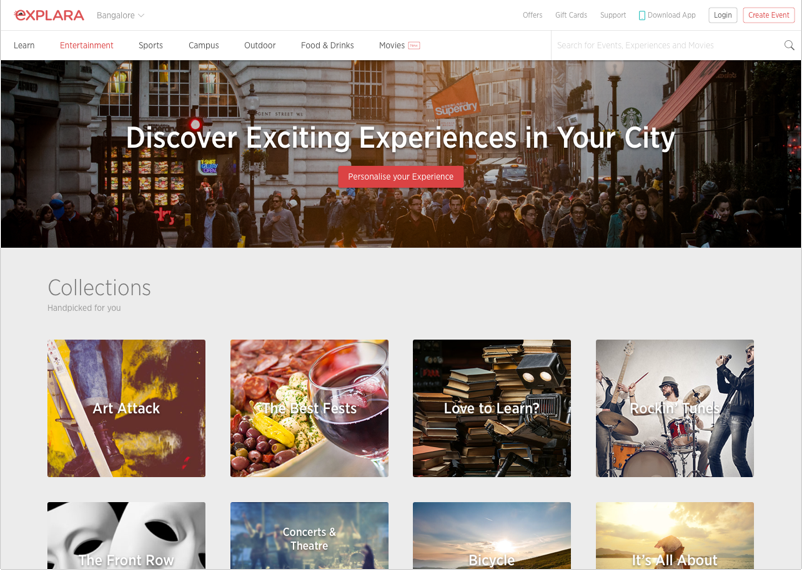 eXPLARA
Bangalore
Offers
Gift Cards
Support
Download App
Login
Create Event
Learn
Entertainment
Sports
Campus
Outdoor
Food & Drinks
Movies
Search for Events, Experiences and Movies
Superdry
Discover Exciting Experiences in Your City
Personalise your Experience
Collections
Handpicked for you
Art Attack
The Best Fests
Love to Learn?
Rockin' Tunes
The Front Row
Concerts &
Theatre
Bicycle
It's All About